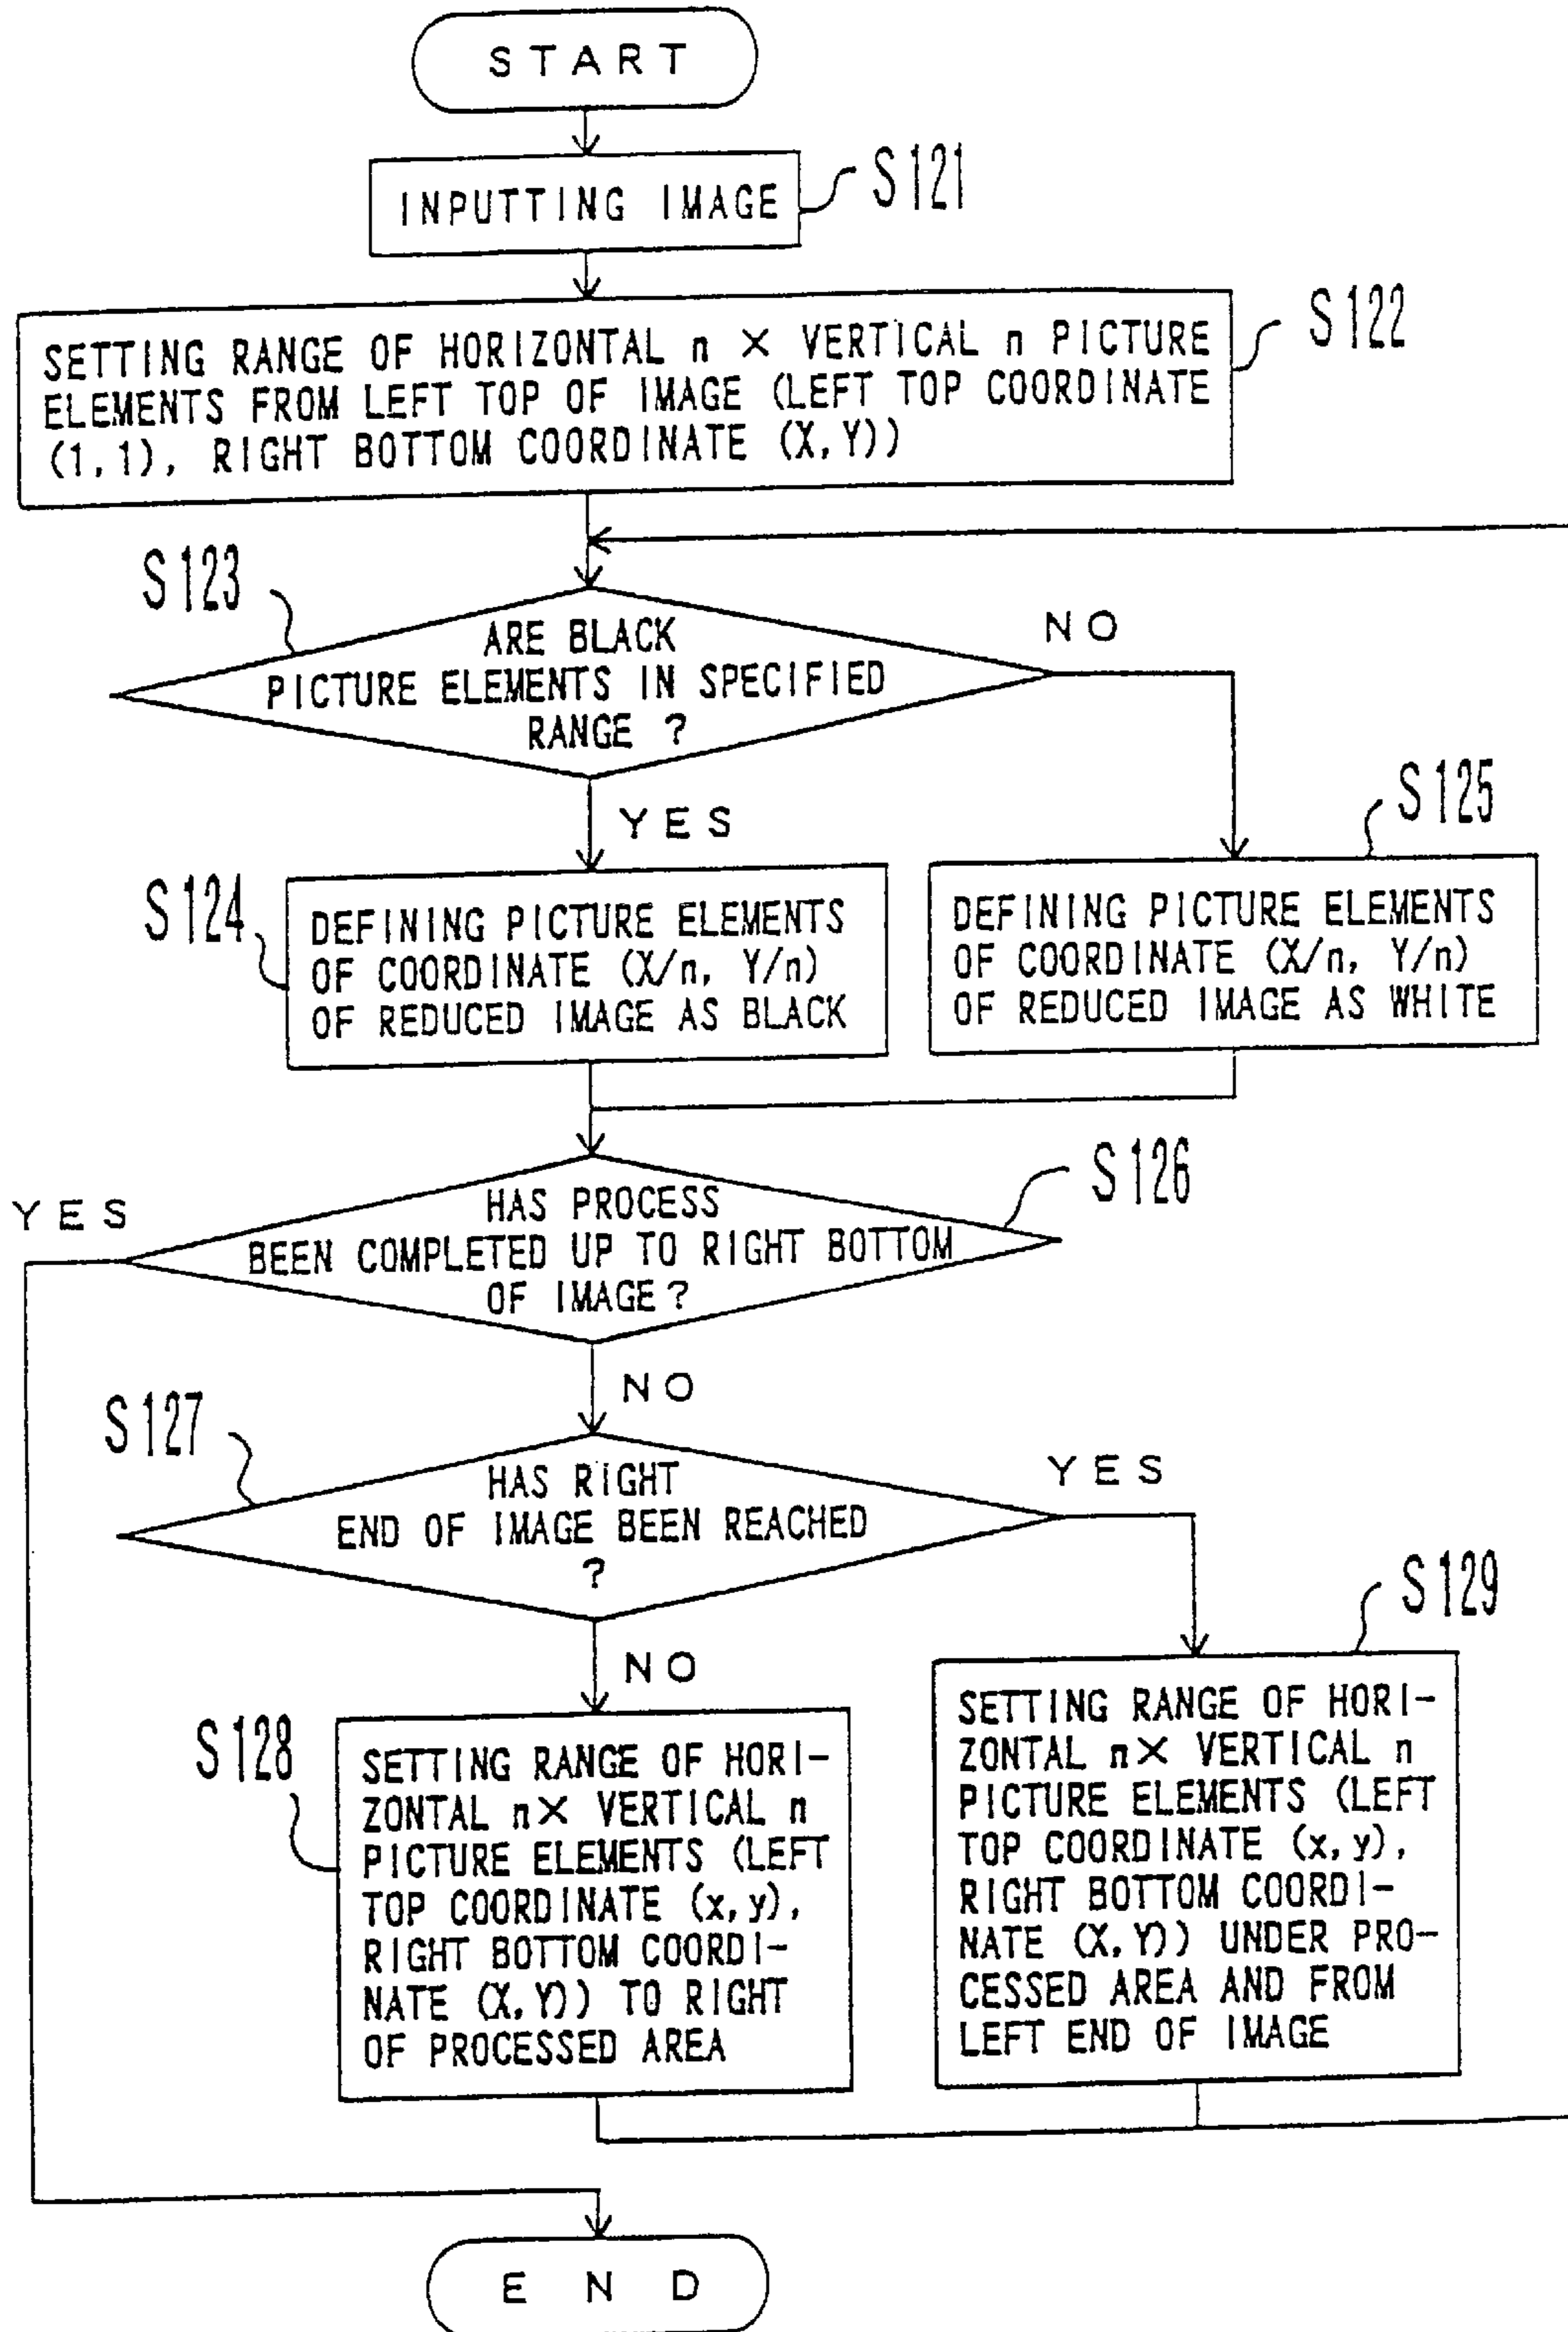 START
INPUTTING IMAGE
S121
SETTING RANGE OF HORIZONTAL n × VERTICAL n PICTURE
ELEMENTS FROM LEFT TOP OF IMAGE (LEFT TOP COORDINATE
(1,1), RIGHT BOTTOM COORDINATE (X,Y))
S122
S123
ARE BLACK
PICTURE ELEMENTS IN SPECIFIED
RANGE ?
NO
YES
S124
DEFINING PICTURE ELEMENTS
OF COORDINATE (X/n, Y/n)
OF REDUCED IMAGE AS BLACK
S125
DEFINING PICTURE ELEMENTS
OF COORDINATE (X/n, Y/n)
OF REDUCED IMAGE AS WHITE
S126
YES
HAS PROCESS
BEEN COMPLETED UP TO RIGHT BOTTOM
OF IMAGE?
NO
S127
HAS RIGHT
END OF IMAGE BEEN REACHED
?
YES
NO
S128
SETTING RANGE OF HORI-
ZONTAL n× VERTICAL n
PICTURE ELEMENTS (LEFT
TOP COORDINATE (x,y),
RIGHT BOTTOM COORDI-
NATE (X,Y)) TO RIGHT
OF PROCESSED AREA
S129
SETTING RANGE OF HORI-
ZONTAL n× VERTICAL n
PICTURE ELEMENTS (LEFT
TOP COORDINATE (x,y),
RIGHT BOTTOM COORDI-
NATE (X,Y)) UNDER PRO-
CESSED AREA AND FROM
LEFT END OF IMAGE
END